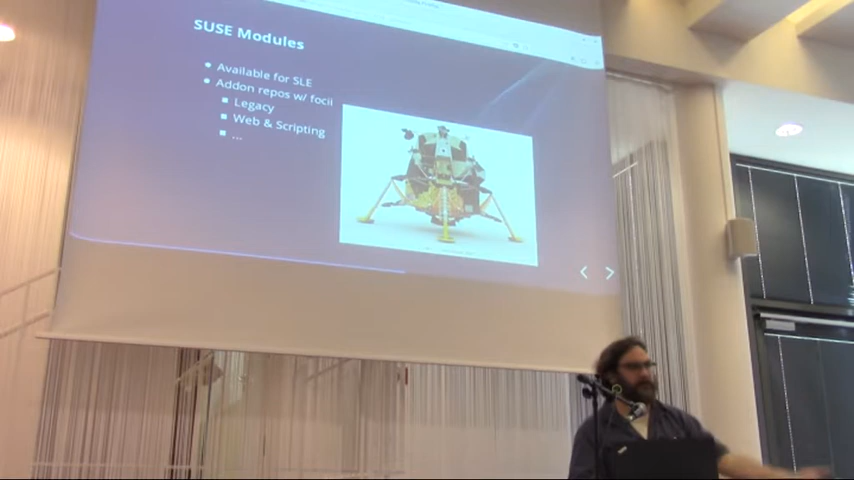 SUSE Modules
Available for SLE
Addon repos w/ focii
Legacy
Web & Scripting
...